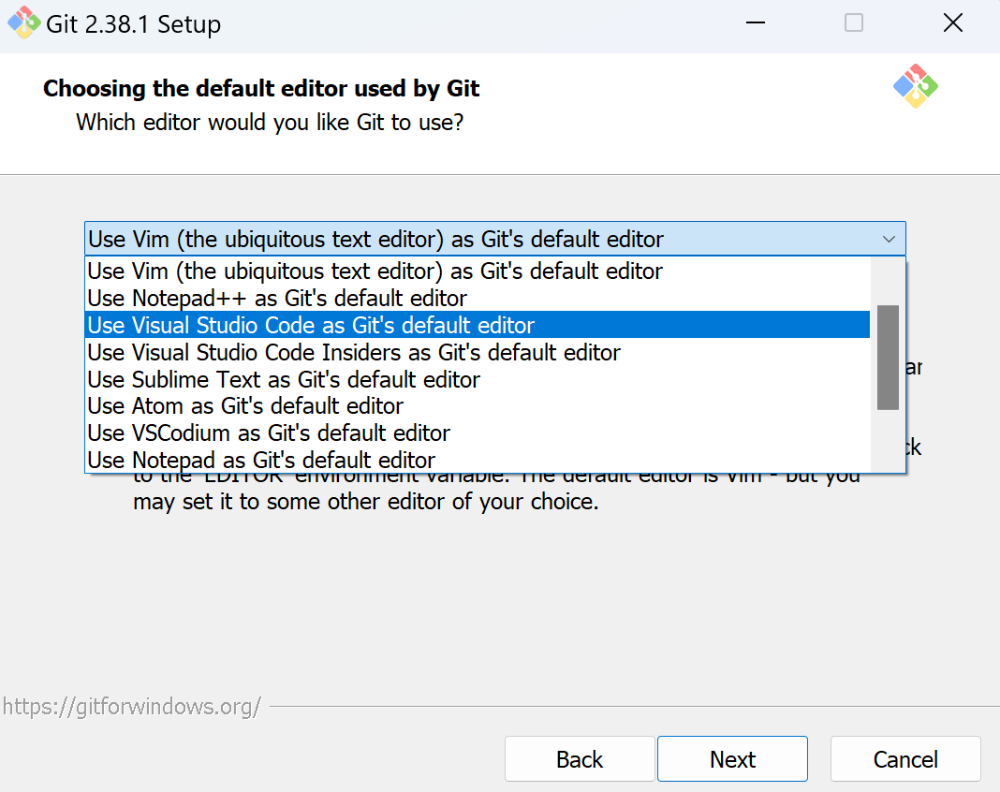 Git 2.38.1 Setup
Choosing the default editor used by Git
Which editor would you like Git to use?
Use Vim (the ubiquitous text editor) as Git's default editor
Use Vim (the ubiquitous text editor) as Git's default editor
Use Notepad++ as Git's default editor
Use Visual Studio Code as Git's default editor
Use Visual Studio Code Insiders as Git's default editor
Use Sublime Text as Git's default editor
Use Atom as Git's default editor
Use VSCodium as Git's default editor
Use Notepad as Git's default editor
to the 'EDITOR' environment variable. The default editor is Vim - but you
may set it to some other editor of your choice.
https://gitforwindows.org/
Back
Next
Cancel